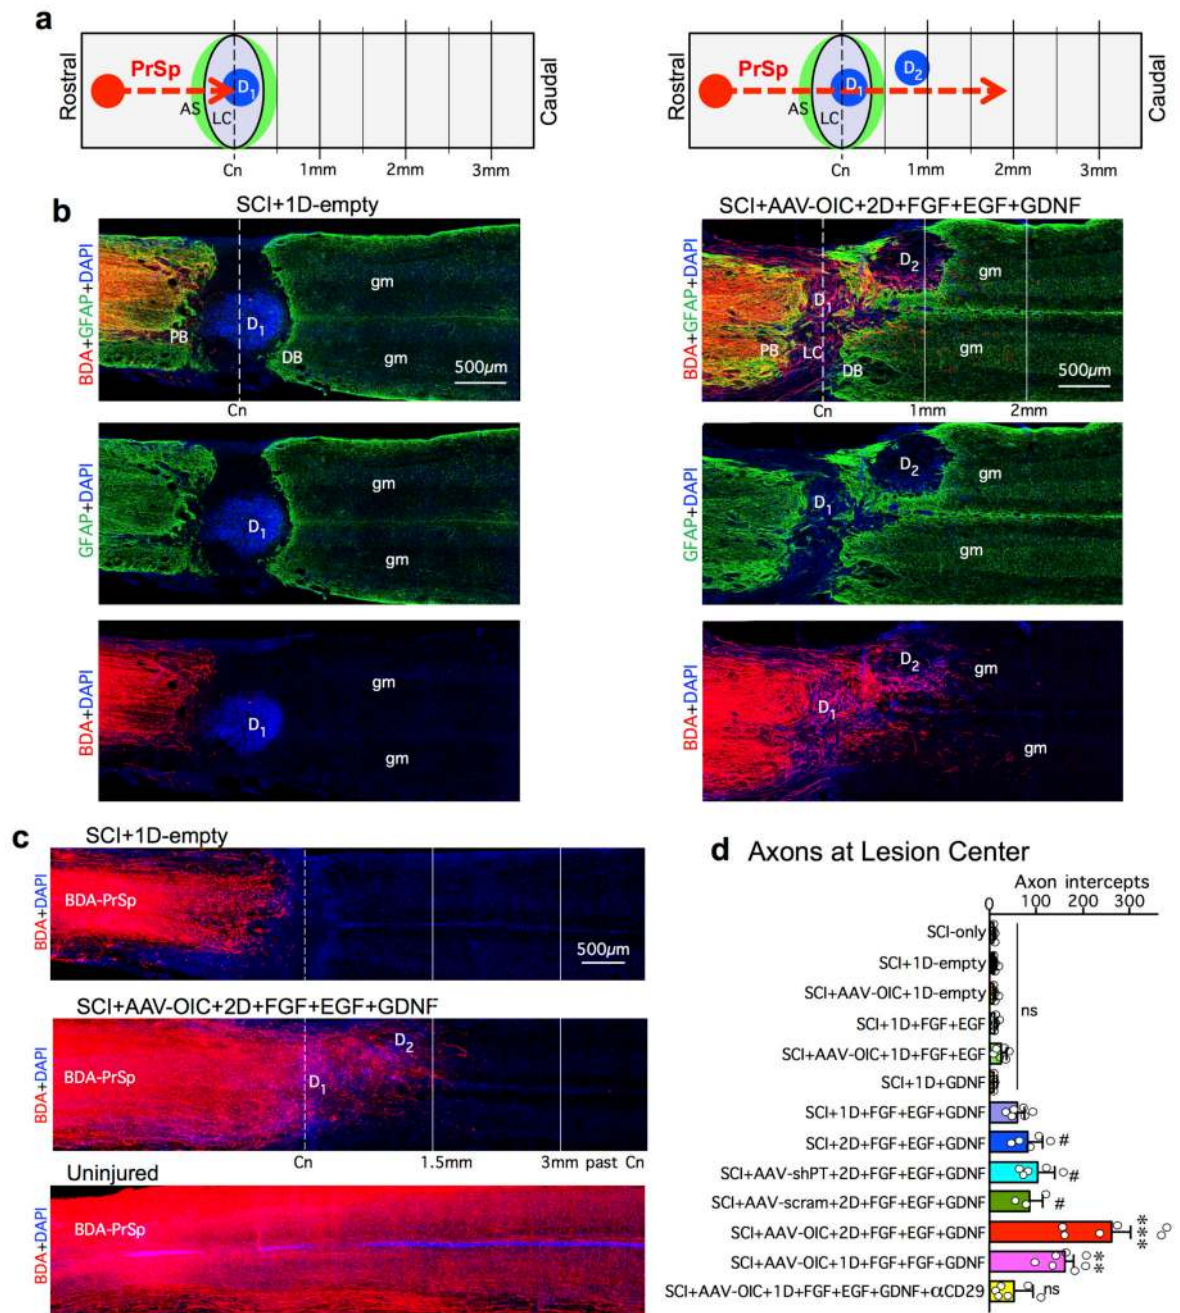 a
Rostral
PrSp
AS
LC
D1
Caudal
Cn
1mm
2mm
3mm
Rostral
PrSp
AS
LC
D1
D2
Caudal
Cn
1mm
2mm
3mm
b
SCI+1D-empty
BDA+GFAP+DAPI
gm
D1
PB
DB
gm
500µm
Cn
GFAP+DAPI
gm
D1
gm
BDA+DAPI
gm
D1
gm
SCI+AAV-OIC+2D+FGF+EGF+GDNF
BDA+GFAP+DAPI
D2
gm
D1
PB
LC
DB
gm
500µm
Cn
1mm
2mm
GFAP+DAPI
D2
gm
D1
gm
BDA+DAPI
D2
gm
D1
gm
c
SCI+1D-empty
BDA+DAPI
BDA-PrSp
500µm
SCI+AAV-OIC+2D+FGF+EGF+GDNF
BDA+DAPI
BDA-PrSp
D2
D1
Cn
1.5mm
3mm past Cn
Uninjured
BDA+DAPI
BDA-PrSp
d Axons at Lesion Center
Axon intercepts
0 100 200 300
SCI-only
SCI+1D-empty
SCI+AAV-OIC+1D-empty
ns
SCI+1D+FGF+EGF
SCI+AAV-OIC+1D+FGF+EGF
SCI+1D+GDNF
SCI+1D+FGF+EGF+GDNF
SCI+2D+FGF+EGF+GDNF #
SCI+AAV-shPT+2D+FGF+EGF+GDNF #
SCI+AAV-scram+2D+FGF+EGF+GDNF #
SCI+AAV-OIC+2D+FGF+EGF+GDNF ***
SCI+AAV-OIC+1D+FGF+FGF+GDNF **
SCI+AAV-OIC+1D+FGF+EGF+GDNF+αCD29 ns